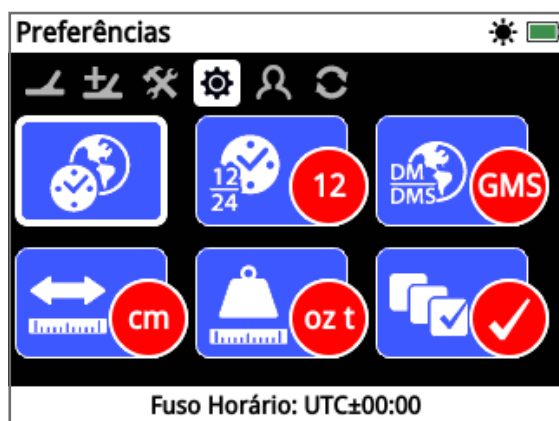 Preferências
12
24
12
DM
DMS
GMS
cm
oz t
Fuso Horário: UTC±00:00